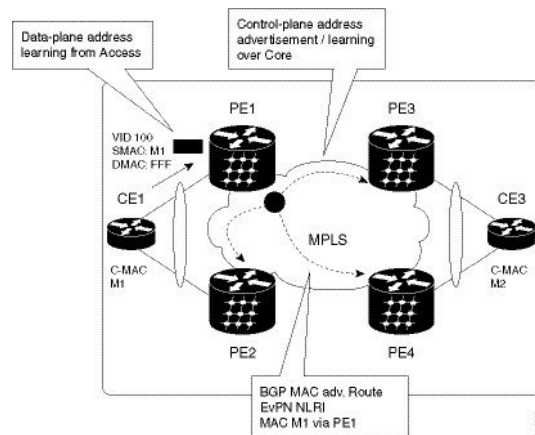 Data-plane address
learning from Access
Control-plane address
advertisement / learning
over Core
PE1
PE3
VID 100
SMAC: M1
DMAC: FFF
CE1
CE3
MPLS
C-MAC
M1
C-MAC
M2
PE2
PE4
BGP MAC adv. Route
EvPN NLRI
MAC M1 via PE1